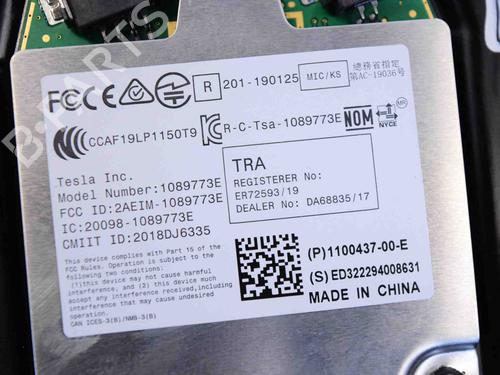 FCC CE
R 201-190125 MIC/KS
總務省指定
第AC-19036号
CCAF19LP1150T9 R-C-Tsa-1089773E NOM NYCE MR
Tesla Inc.
Model Number:1089773E
FCC ID:2AEIM-1089773E
IC:20098-1089773E
CMIIT ID:2018DJ6335
TRA
REGISTERER No:
ER72593/19
DEALER No: DA68835/17
This device complies with Part 15 of the
FCC Rules. Operation is subject to the
following two conditions:
(1)this device may not cause harmful
interference, and (2) this device must
accept any interference received,
including interference that may cause
undesired operation.
CAN ICES-3(B)/NMB-3(B)
(P)1100437-00-E
(S) ED322294008631
MADE IN CHINA
B-PARTS